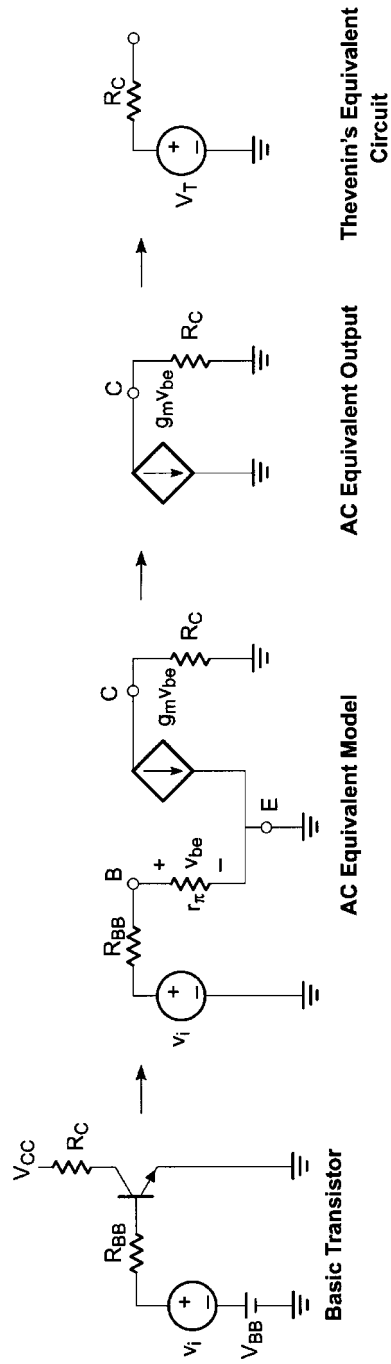 VCC
RC
RBB
vi
VBB
Basic Transistor
vi
RBB
B
+
vbe
−
rπ
E
C
gmvbe
RC
AC Equivalent Model
C
gmvbe
RC
AC Equivalent Output
RC
VT
Thevenin's Equivalent
Circuit